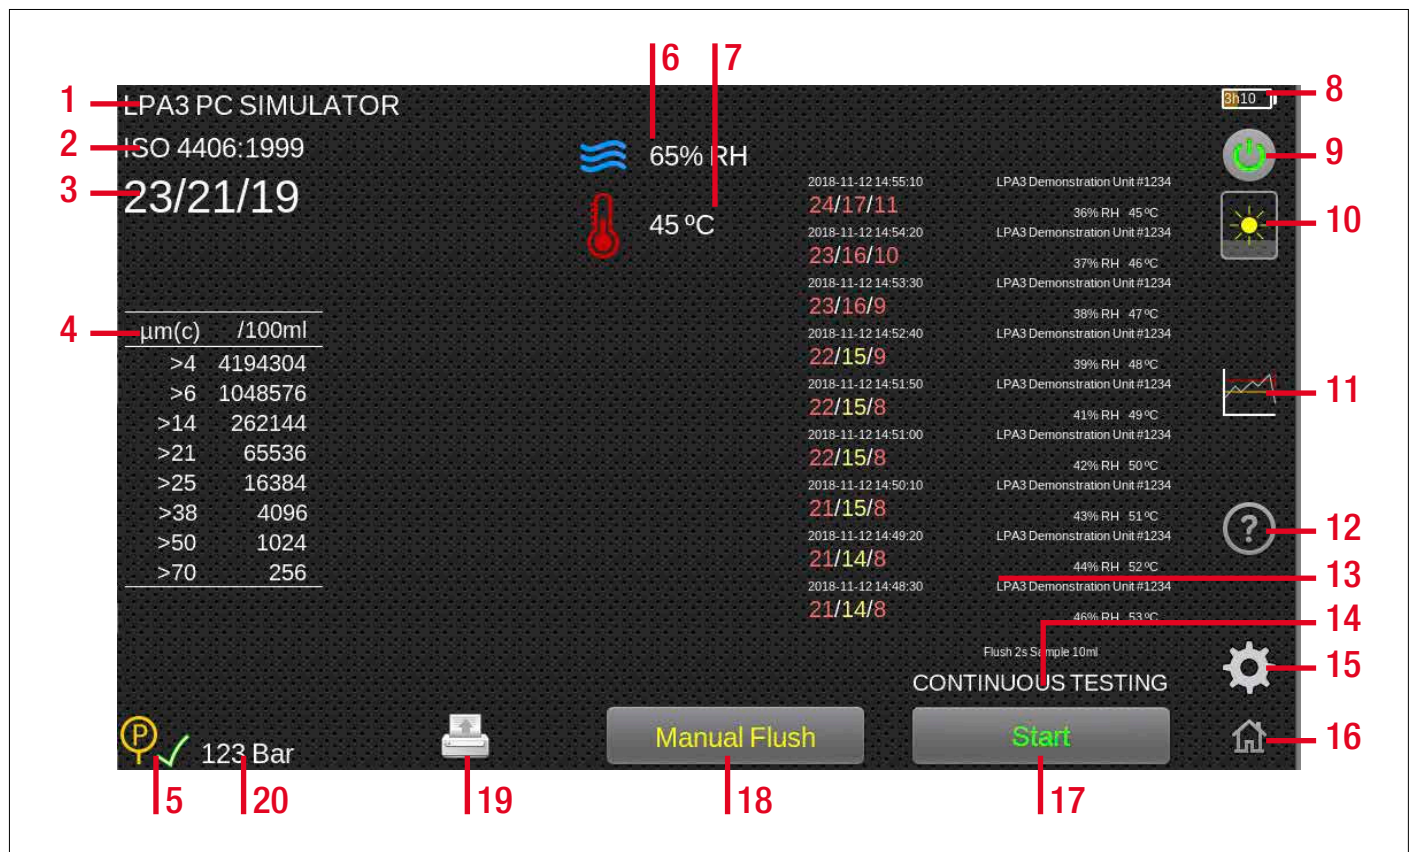 6 7
1 LPA3 PC SIMULATOR 3h10 8
2 ISO 4406:1999 65% RH 9
3 23/21/19 45 ºC 10
2018-11-12 14:55:10 LPA3 Demonstration Unit #1234
24/17/11 36% RH 45 ºC
2018-11-12 14:54:20 LPA3 Demonstration Unit #1234
23/16/10 37% RH 46 ºC
2018-11-12 14:53:30 LPA3 Demonstration Unit #1234
23/16/9 38% RH 47 ºC
2018-11-12 14:52:40 LPA3 Demonstration Unit #1234
22/15/9 39% RH 48 ºC
2018-11-12 14:51:50 LPA3 Demonstration Unit #1234
22/15/8 41% RH 49 ºC
2018-11-12 14:51:00 LPA3 Demonstration Unit #1234
22/15/8 42% RH 50 ºC
2018-11-12 14:50:10 LPA3 Demonstration Unit #1234
21/15/8 43% RH 51 ºC
2018-11-12 14:49:20 LPA3 Demonstration Unit #1234
21/14/8 44% RH 52 ºC
2018-11-12 14:48:30 LPA3 Demonstration Unit #1234
21/14/8 46% RH 53 ºC
4 µm(c) /100ml
>4 4194304
>6 1048576
>14 262144
>21 65536
>25 16384
>38 4096
>50 1024
>70 256
11
? 12
13
14
Flush 2s Sample 10ml
CONTINUOUS TESTING 15
P 123 Bar Manual Flush Start 16
5 20 19 18 17